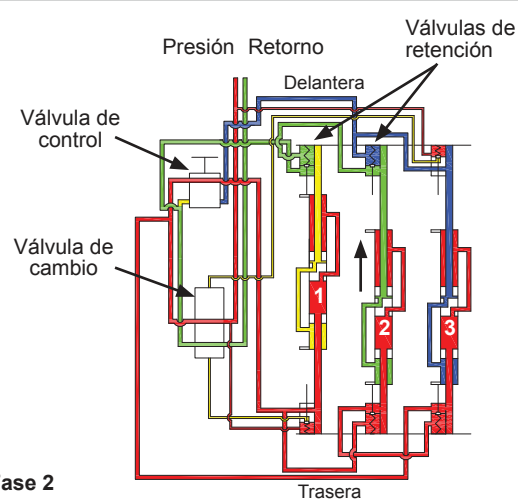 Presión Retorno
Válvulas de
retención
Delantera
Válvula de
control
Válvula de
cambio
1
2
3
ase 2
Trasera